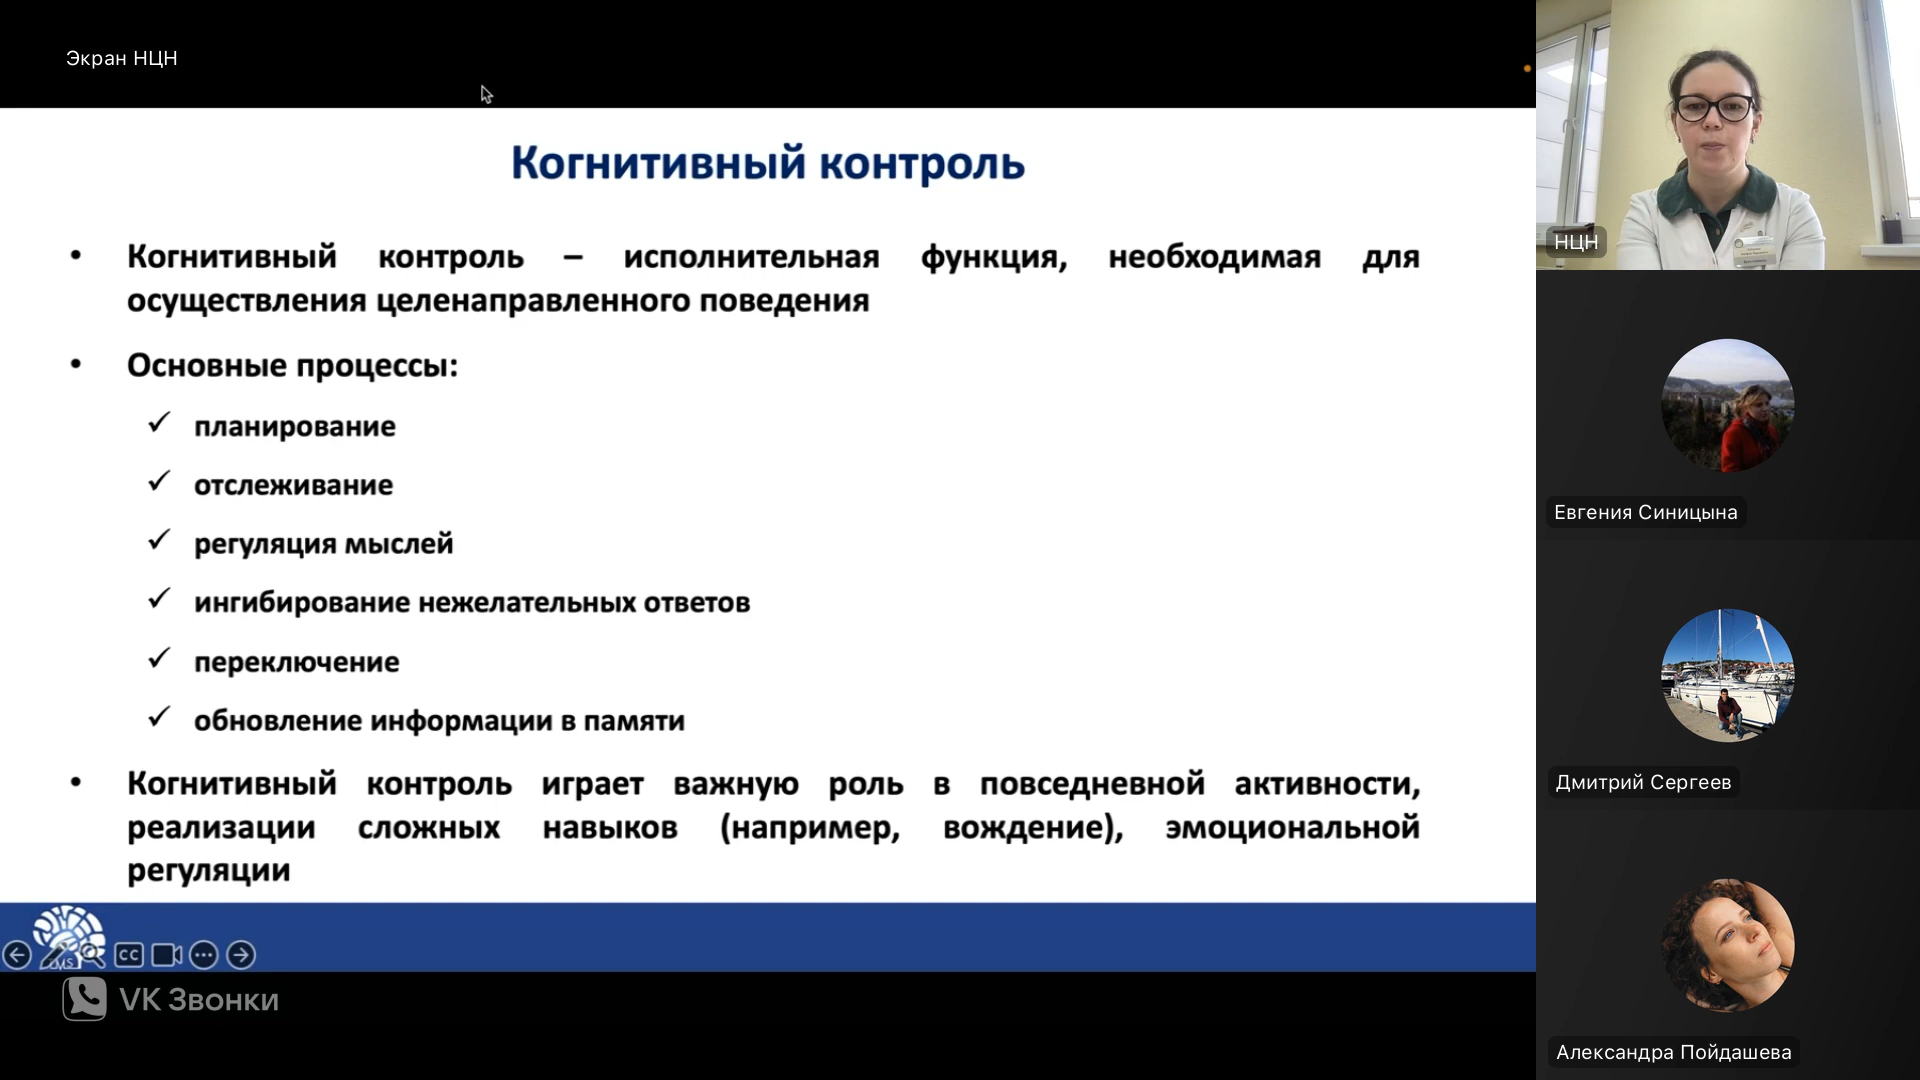 Экран НЦН
Когнитивный контроль
• Когнитивный контроль – исполнительная функция, необходимая для
осуществления целенаправленного поведения
• Основные процессы:
✓ планирование
✓ отслеживание
✓ регуляция мыслей
✓ ингибирование нежелательных ответов
✓ переключение
✓ обновление информации в памяти
• Когнитивный контроль играет важную роль в повседневной активности,
реализации сложных навыков (например, вождение), эмоциональной
регуляции
CC
VK Звонки
НЦН
Евгения Синицына
Дмитрий Сергеев
Александра Пойдашева